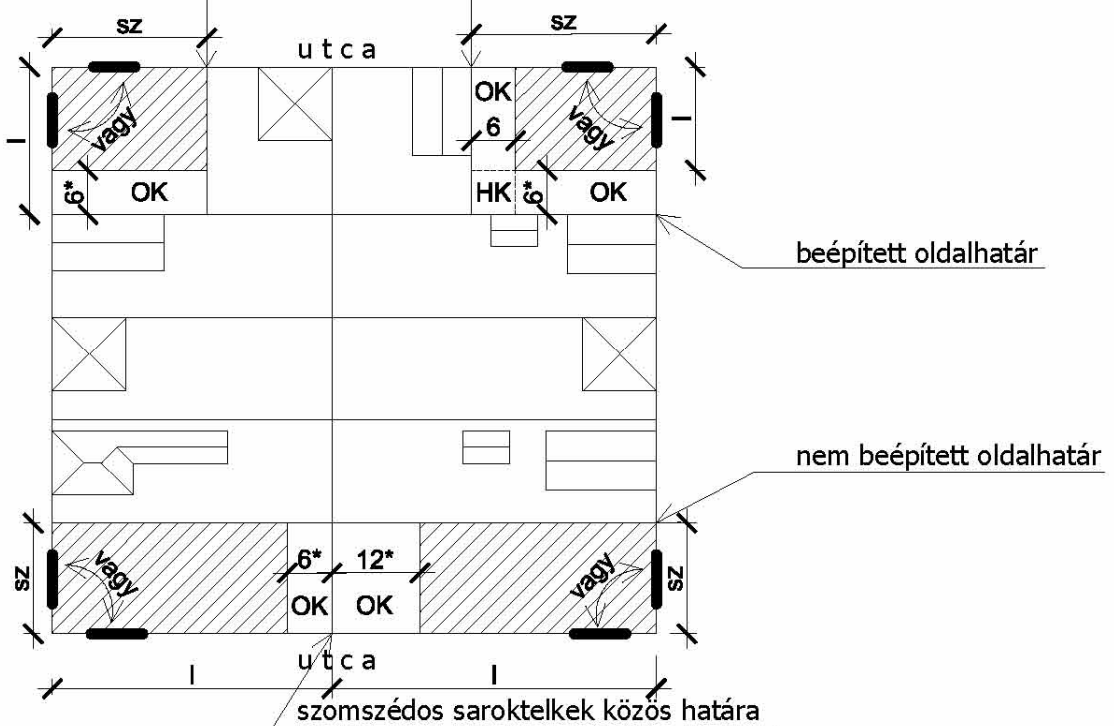 sz sz
utca
OK
vagy 6 vagy
l l
6* OK HK 6* OK
beépített oldalhatár
nem beépített oldalhatár
sz vagy 6* 12* vagy sz
OK OK
utca
l l
szomszédos saroktelkek közös határa